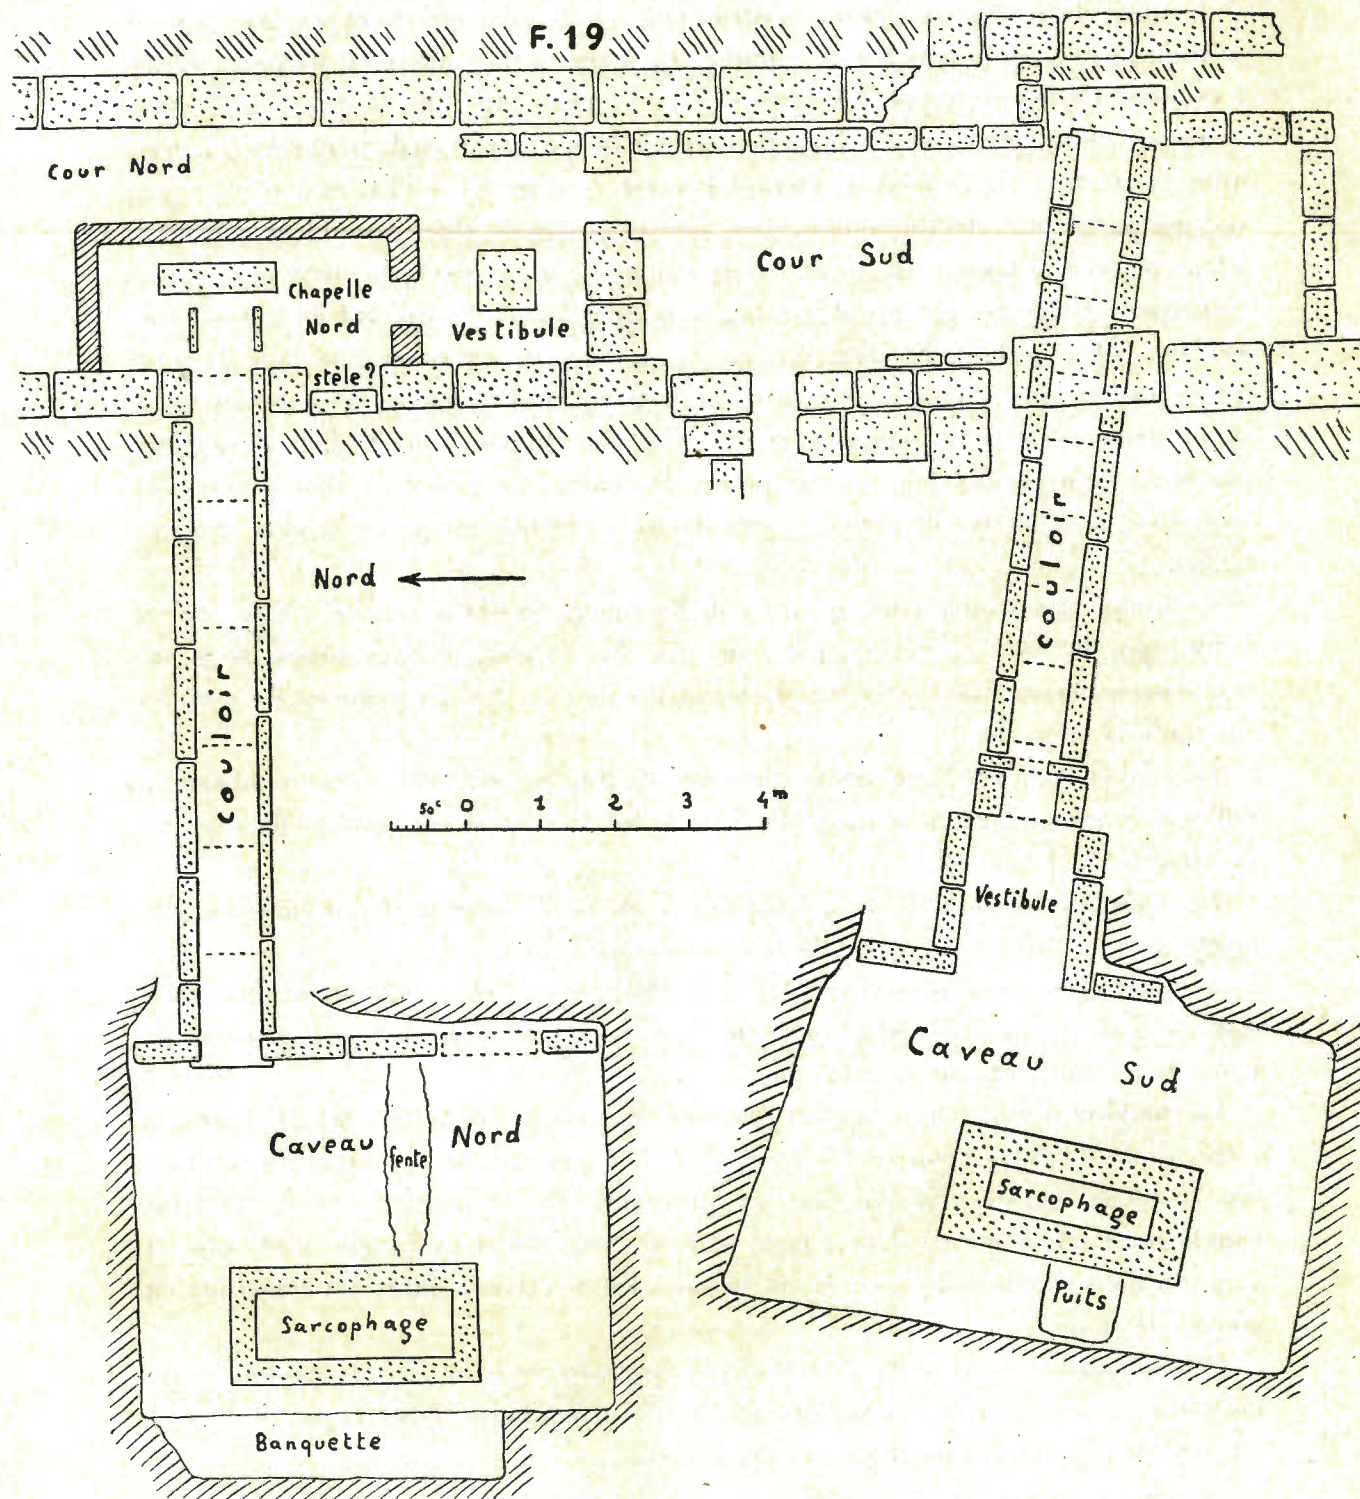 F.19
Cour Nord
Cour Sud
Chapelle
Nord
Vestibule
stèle?
couloir
Nord
couloir
50c 0 1 2 3 4m
Vestibule
Caveau Nord
fente
Caveau Sud
Sarcophage
Puits
Sarcophage
Banquette